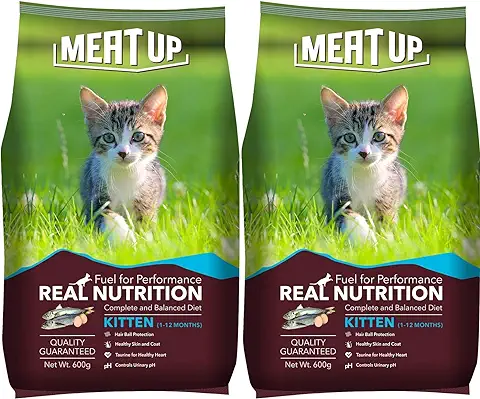 MEAT UP
Fuel for Performance
REAL NUTRITION
Complete and Balanced Diet
KITTEN (1-12 MONTHS)
Hair Ball Protection
Healthy Skin and Coat
Taurine for Healthy Heart
pH Controls Urinary pH
QUALITY
GUARANTEED
Net Wt. 600g
MEAT UP
Fuel for Performance
REAL NUTRITION
Complete and Balanced Diet
KITTEN (1-12 MONTHS)
Hair Ball Protection
Healthy Skin and Coat
Taurine for Healthy Heart
pH Controls Urinary pH
QUALITY
GUARANTEED
Net Wt. 600g